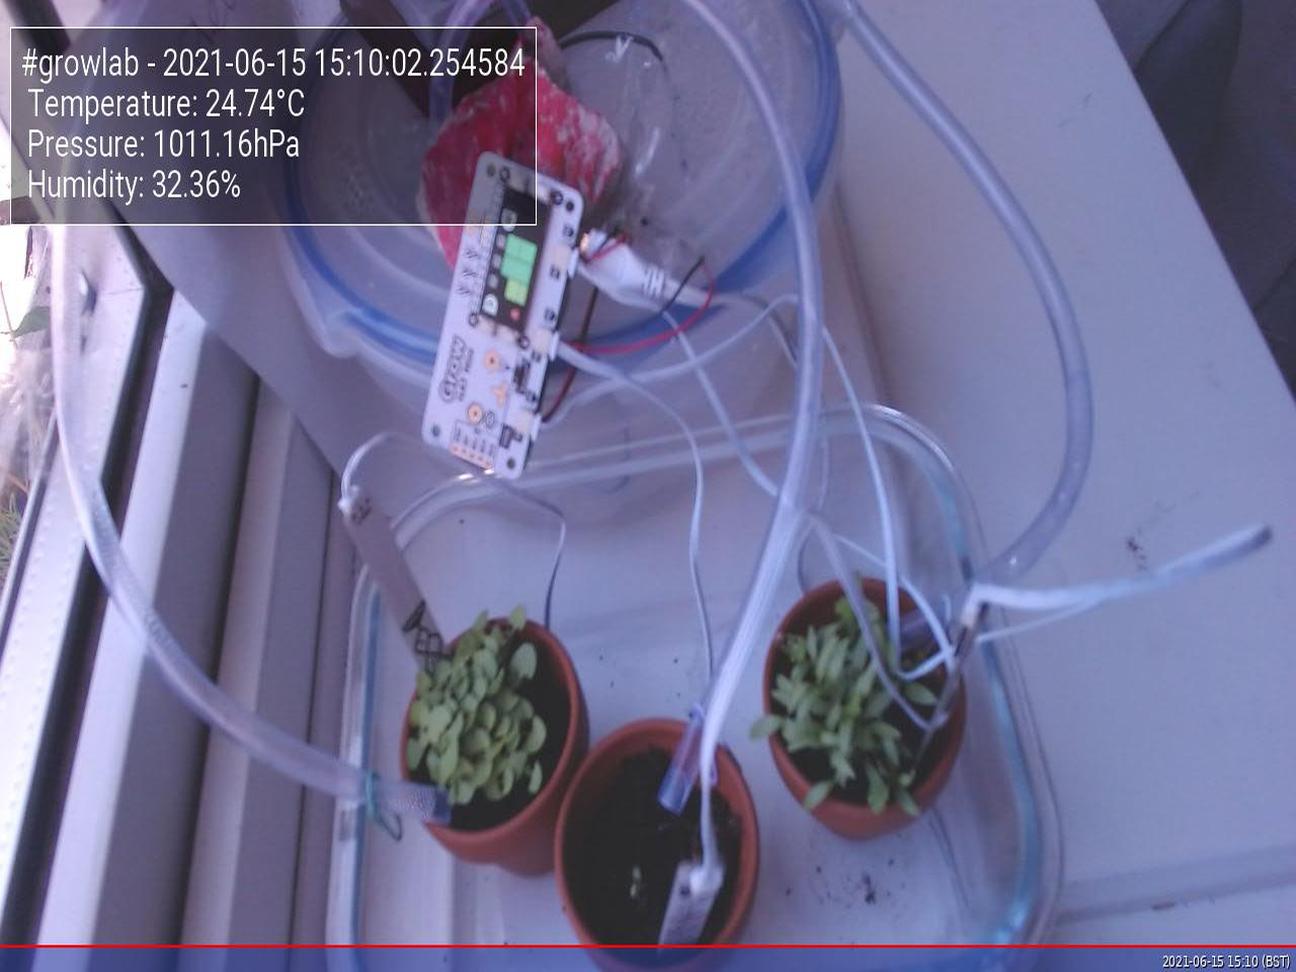 #growlab - 2021-06-15 15:10:02.254584
Temperature: 24.74°C
Pressure: 1011.16hPa
Humidity: 32.36%
GROW
2021-06-15 15:10 (BST)